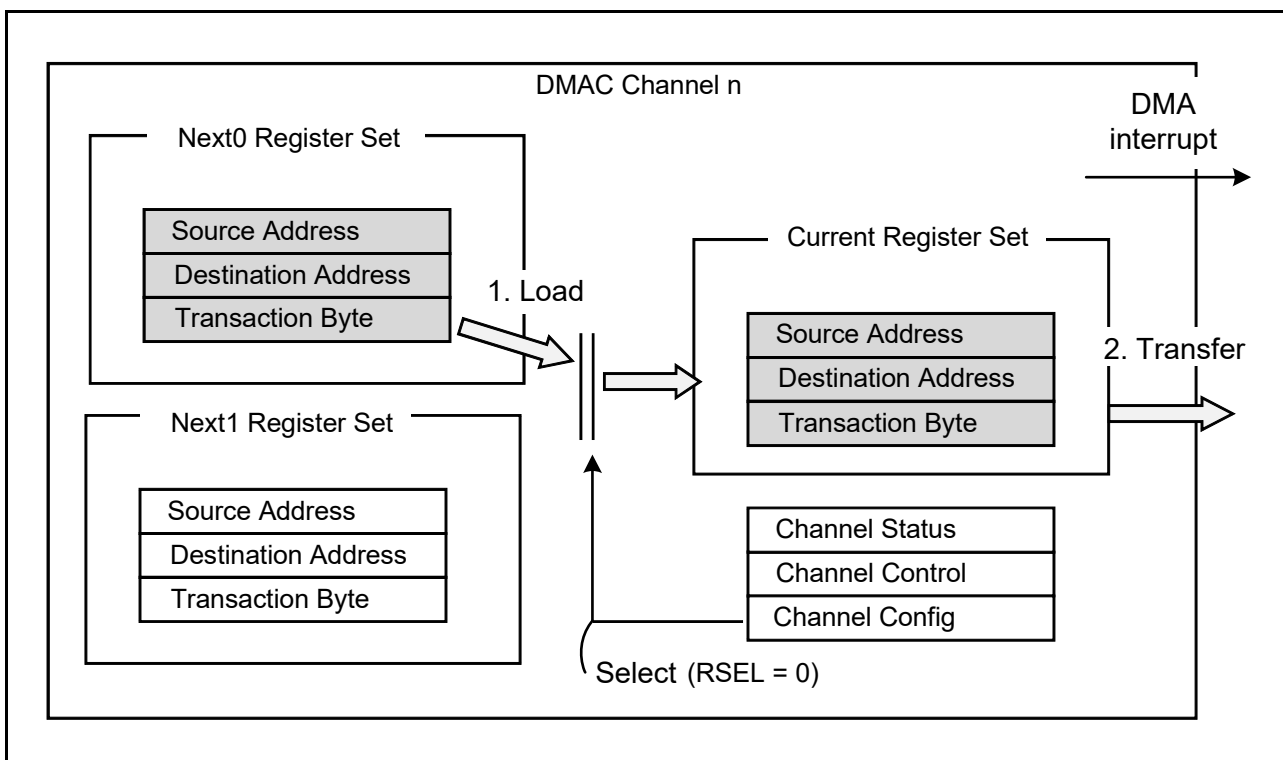 DMAC Channel n
DMA
interrupt
Next0 Register Set
Source Address
Destination Address
Transaction Byte
1. Load
Current Register Set
Source Address
Destination Address
Transaction Byte
2. Transfer
Next1 Register Set
Source Address
Destination Address
Transaction Byte
Channel Status
Channel Control
Channel Config
Select (RSEL = 0)